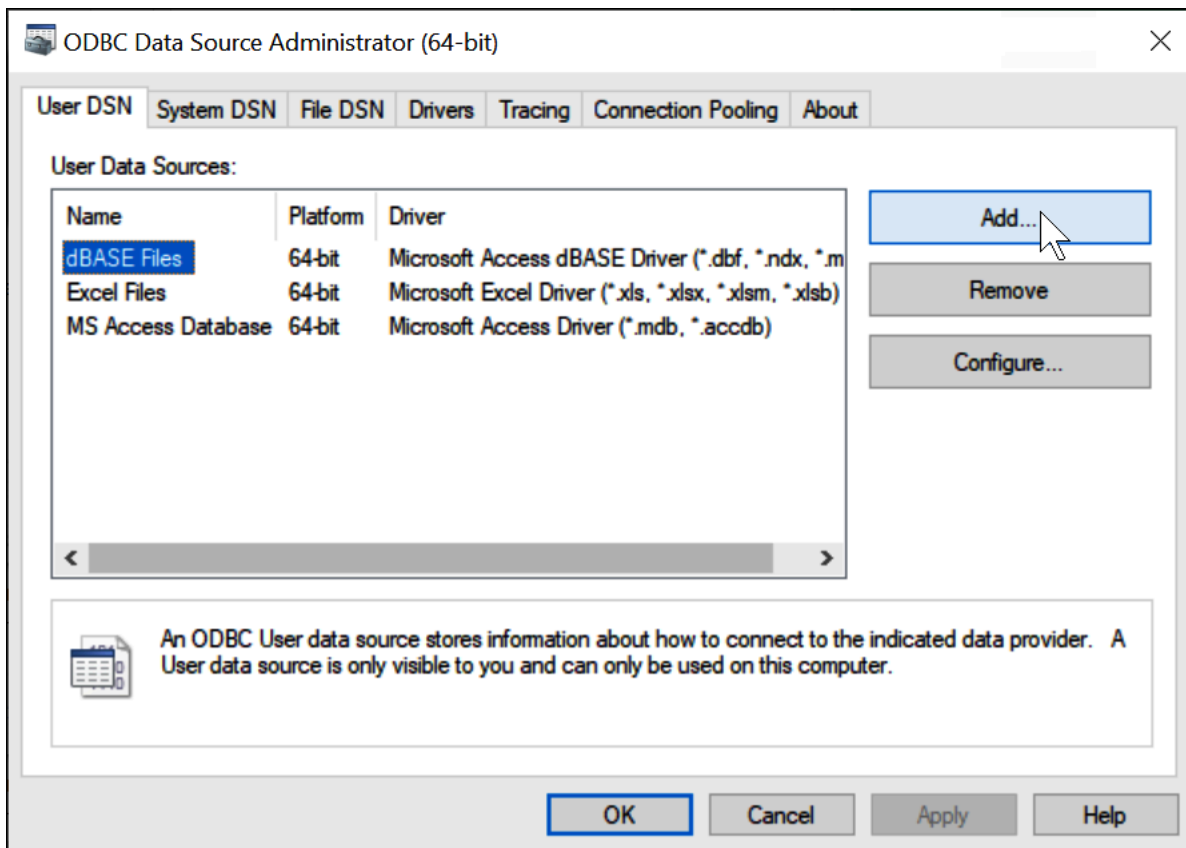 ODBC Data Source Administrator (64-bit)
User DSN System DSN File DSN Drivers Tracing Connection Pooling About
User Data Sources:
Name Platform Driver
dBASE Files 64-bit Microsoft Access dBASE Driver (*.dbf, *.ndx, *.m
Excel Files 64-bit Microsoft Excel Driver (*.xls, *.xlsx, *.xlsm, *.xlsb)
MS Access Database 64-bit Microsoft Access Driver (*.mdb, *.accdb)
Add...
Remove
Configure...
An ODBC User data source stores information about how to connect to the indicated data provider. A
User data source is only visible to you and can only be used on this computer.
OK Cancel Apply Help